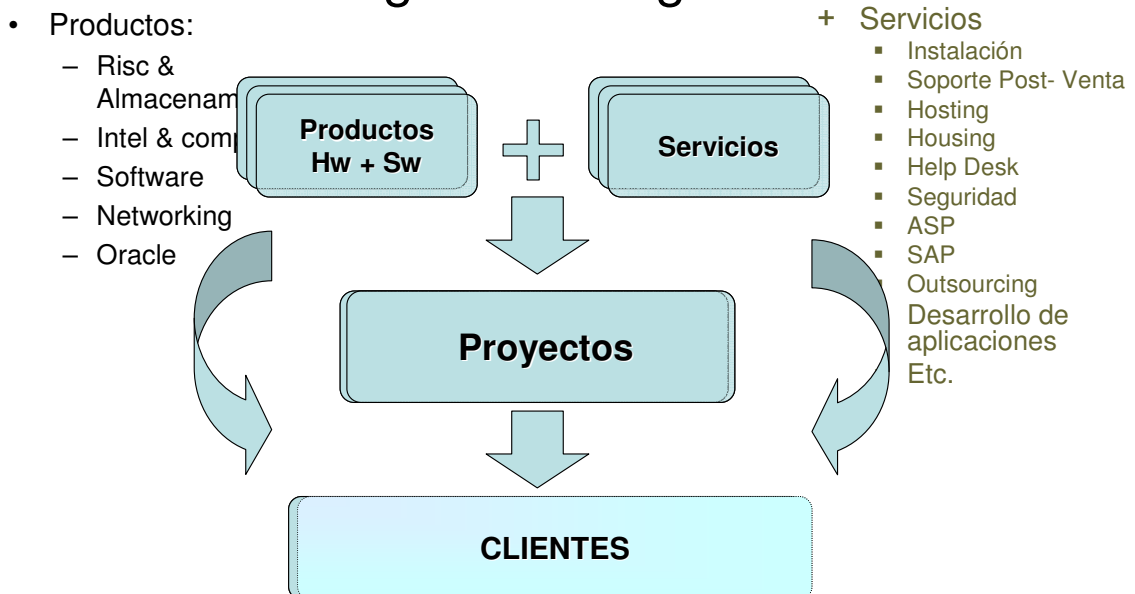 • Productos:
– Risc &
Almacenam
– Intel & comp
– Software
– Networking
– Oracle
Productos
Hw + Sw
Servicios
+ Servicios
▪ Instalación
▪ Soporte Post- Venta
▪ Hosting
▪ Housing
▪ Help Desk
▪ Seguridad
▪ ASP
▪ SAP
Outsourcing
Desarrollo de
aplicaciones
Etc.
Proyectos
CLIENTES